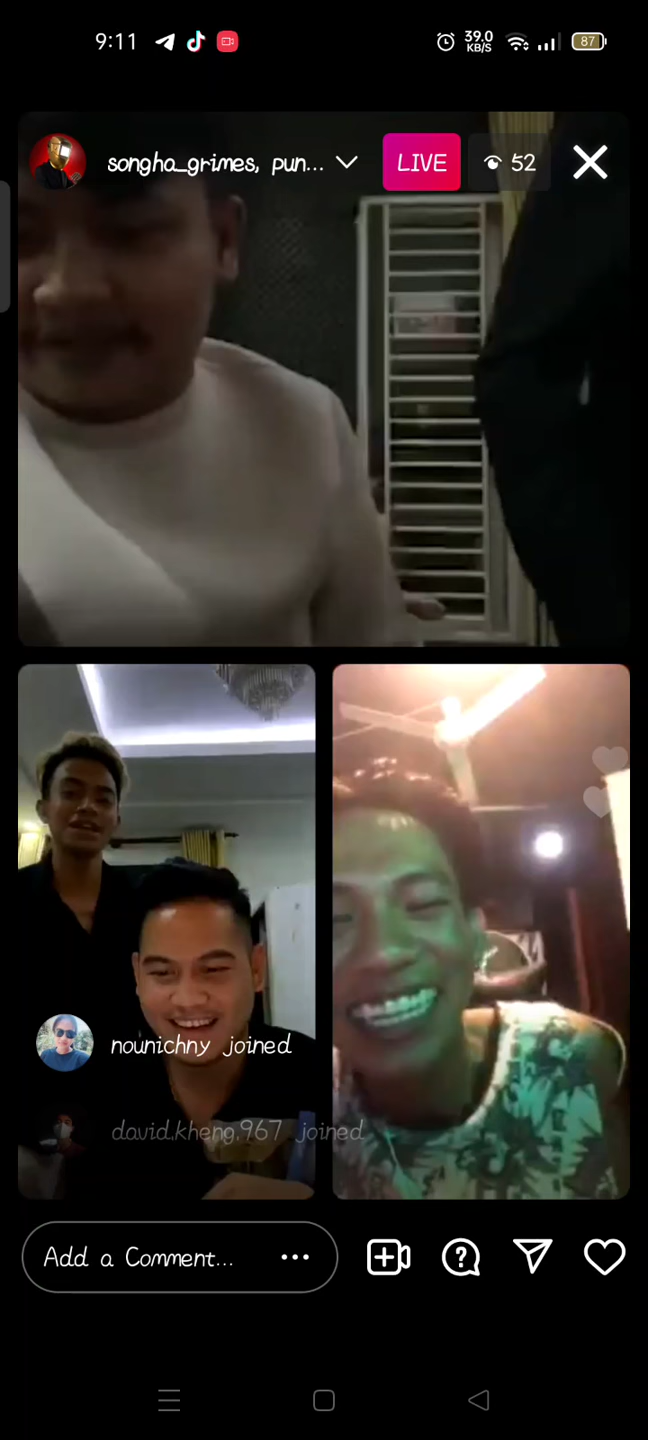 9:11
39.0
KB/S
87
songha_grimes, pun...
LIVE
52
nounichny joined
david.kheng.967 joined
Add a Comment...